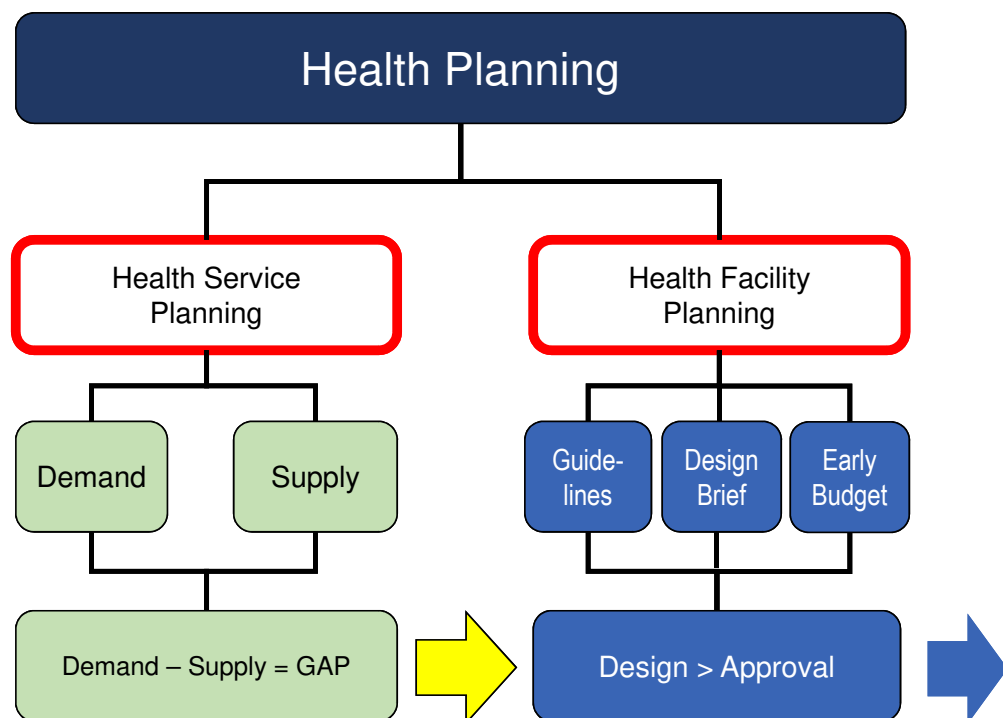 Health Planning
Health Service
Planning
Health Facility
Planning
Demand
Supply
Guide-
lines
Design
Brief
Early
Budget
Demand – Supply = GAP
Design > Approval